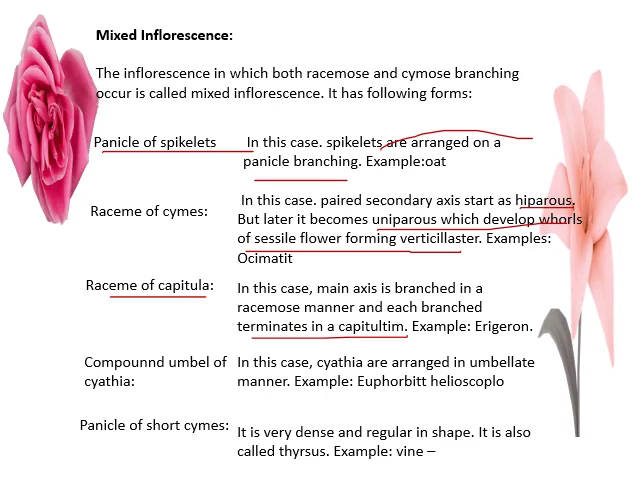 Mixed Inflorescence:
The inflorescence in which both racemose and cymose branching
occur is called mixed inflorescence. It has following forms:
Panicle of spikelets In this case. spikelets are arranged on a
panicle branching. Example:oat
Raceme of cymes: In this case. paired secondary axis start as hiparous.
But later it becomes uniparous which develop whorls
of sessile flower forming verticillaster. Examples:
Ocimatit
Raceme of capitula: In this case, main axis is branched in a
racemose manner and each branched
terminates in a capitultim. Example: Erigeron.
Compounnd umbel of In this case, cyathia are arranged in umbellate
cyathia: manner. Example: Euphorbitt helioscoplo
Panicle of short cymes: It is very dense and regular in shape. It is also
called thyrsus. Example: vine –